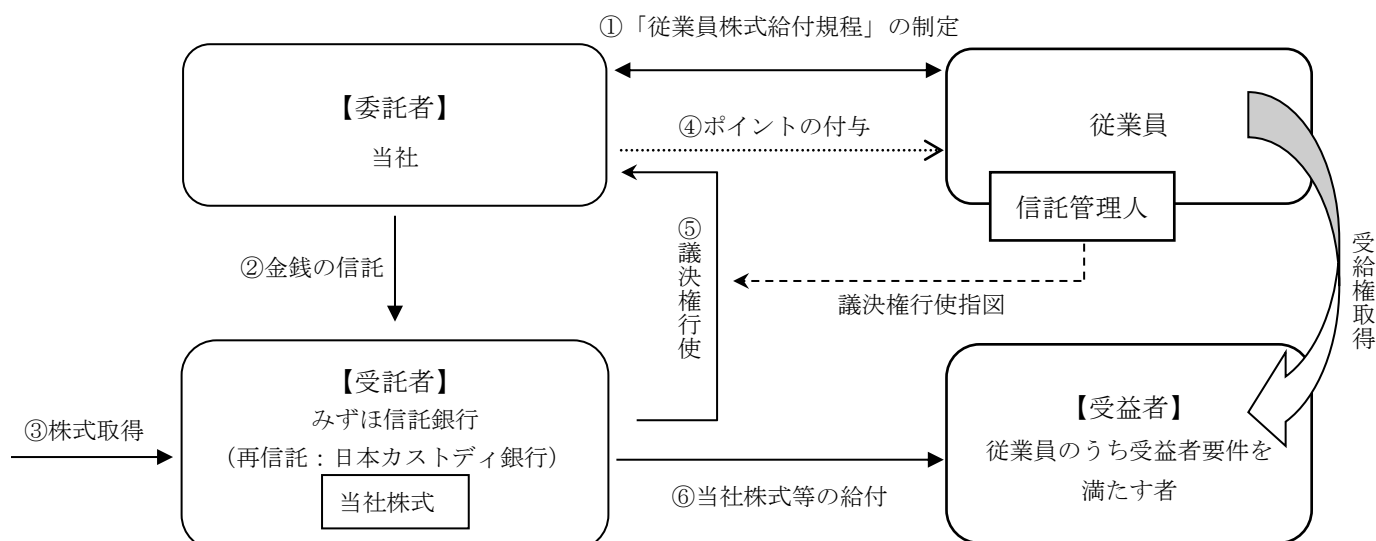 ①「従業員株式給付規程」の制定
【委託者】
当社
④ポイントの付与
従業員
信託管理人
②金銭の信託
⑤議決権行使
議決権行使指図
受給権取得
③株式取得
【受託者】
みずほ信託銀行
(再信託:日本カストディ銀行)
当社株式
⑥当社株式等の給付
【受益者】
従業員のうち受益者要件を
満たす者